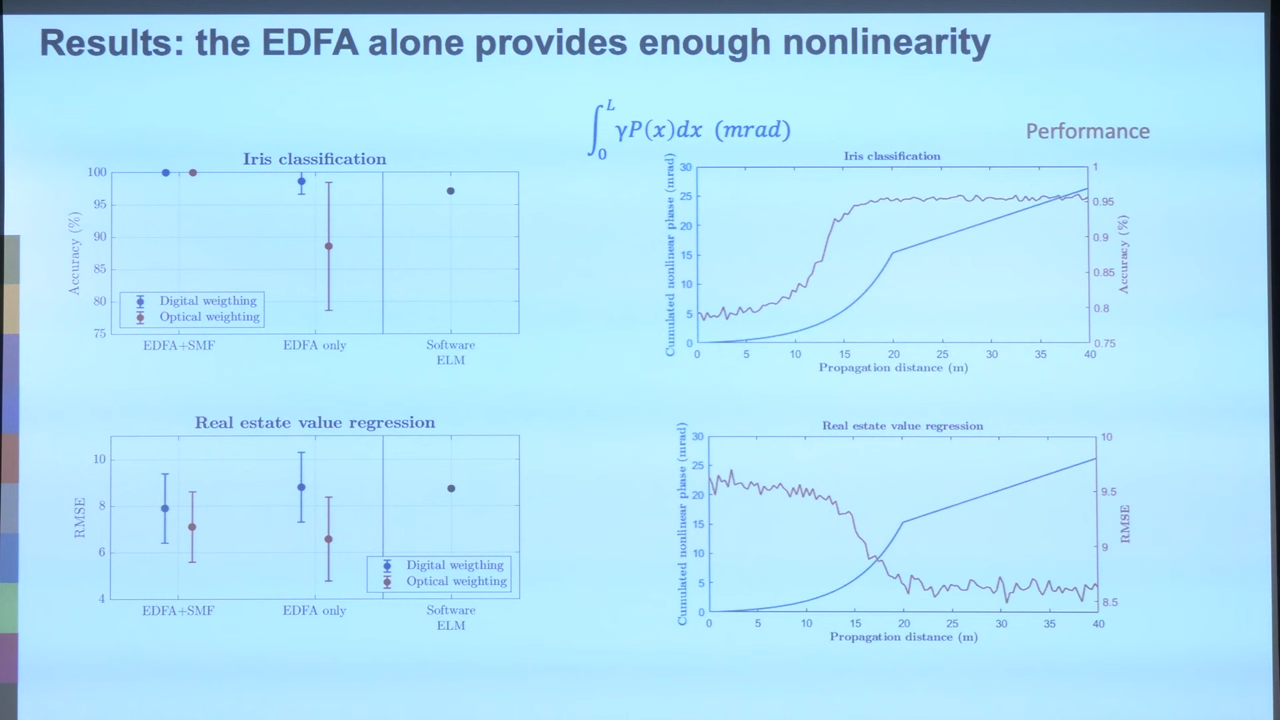 Results: the EDFA alone provides enough nonlinearity
∫₀ᴸ γP(x)dx (mrad)
Performance
Iris classification
100
95
90
85
80
75
Accuracy (%)
Digital weigthing
Optical weighting
EDFA+SMF
EDFA only
Software
ELM
Iris classification
30
25
20
15
10
5
0
Cumulated nonlinear phase (mrad)
1
0.95
0.9
0.85
0.8
0.75
Accuracy (%)
0 5 10 15 20 25 30 35 40
Propagation distance (m)
Real estate value regression
10
8
6
4
RMSE
Digital weigthing
Optical weighting
EDFA+SMF
EDFA only
Software
ELM
Real estate value regression
30
25
20
15
10
5
0
Cumulated nonlinear phase (mrad)
10
9.5
9
8.5
RMSE
0 5 10 15 20 25 30 35 40
Propagation distance (m)